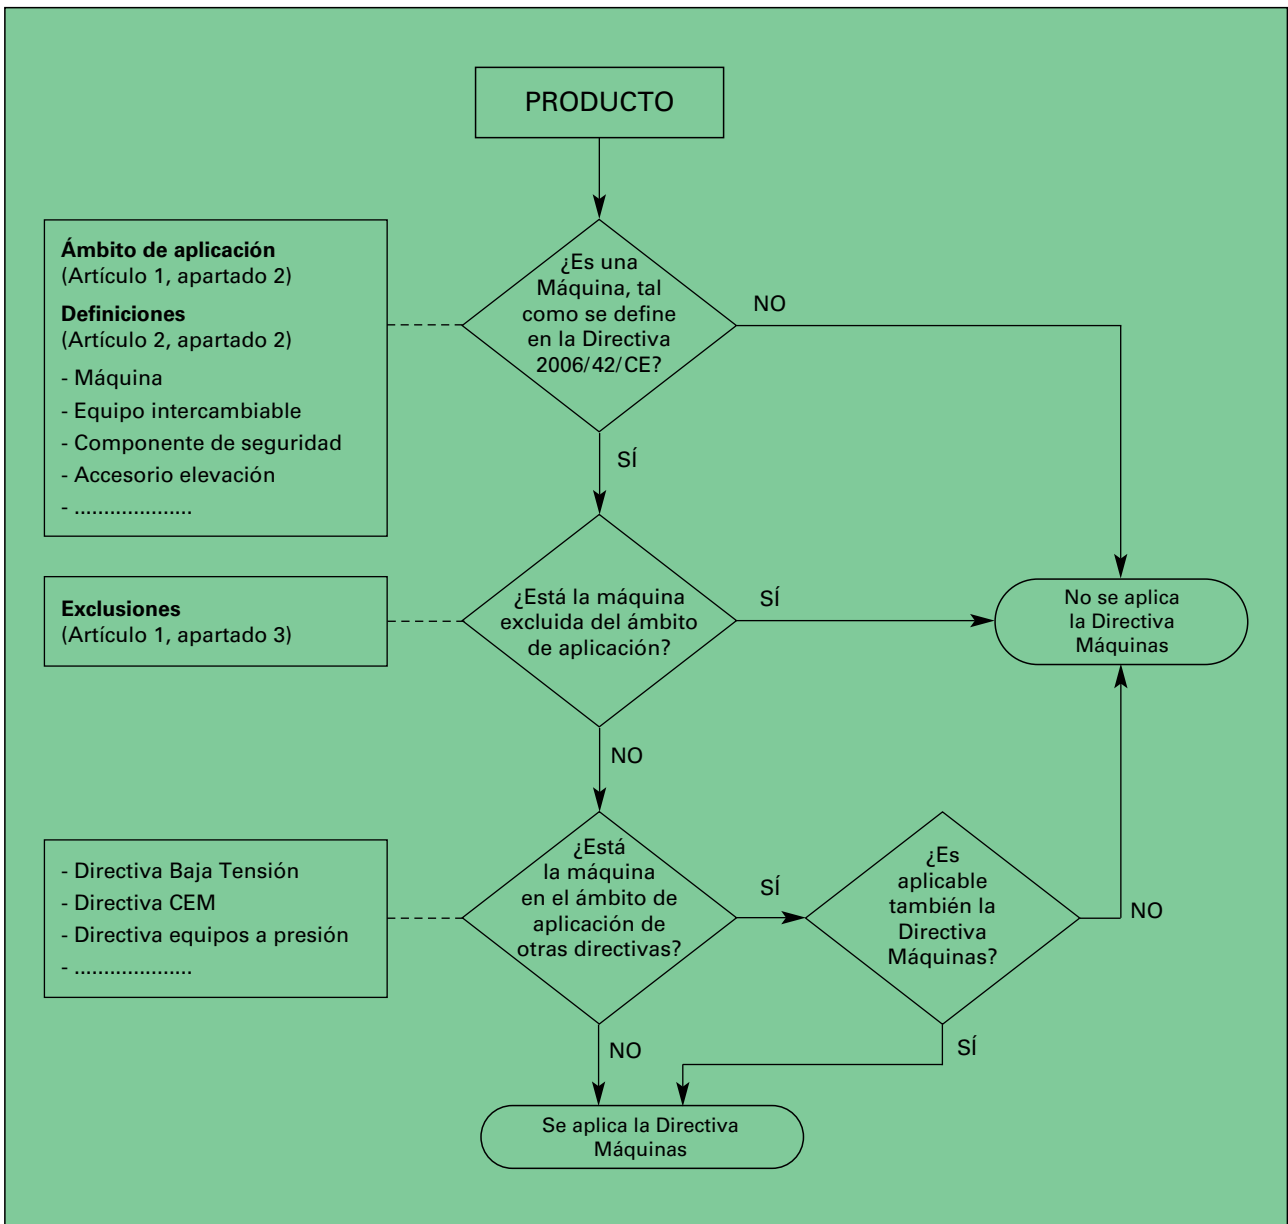 PRODUCTO
Ámbito de aplicación
(Artículo 1, apartado 2)
Definiciones
(Artículo 2, apartado 2)
- Máquina
- Equipo intercambiable
- Componente de seguridad
- Accesorio elevación
- ....................
¿Es una
Máquina, tal
como se define
en la Directiva
2006/42/CE?
NO
SÍ
Exclusiones
(Artículo 1, apartado 3)
¿Está la máquina
excluida del ámbito
de aplicación?
SÍ
No se aplica
la Directiva
Máquinas
NO
- Directiva Baja Tensión
- Directiva CEM
- Directiva equipos a presión
- ....................
¿Está
la máquina
en el ámbito de
aplicación de
otras directivas?
SÍ
¿Es
aplicable
también la
Directiva
Máquinas?
NO
NO
SÍ
Se aplica la Directiva
Máquinas